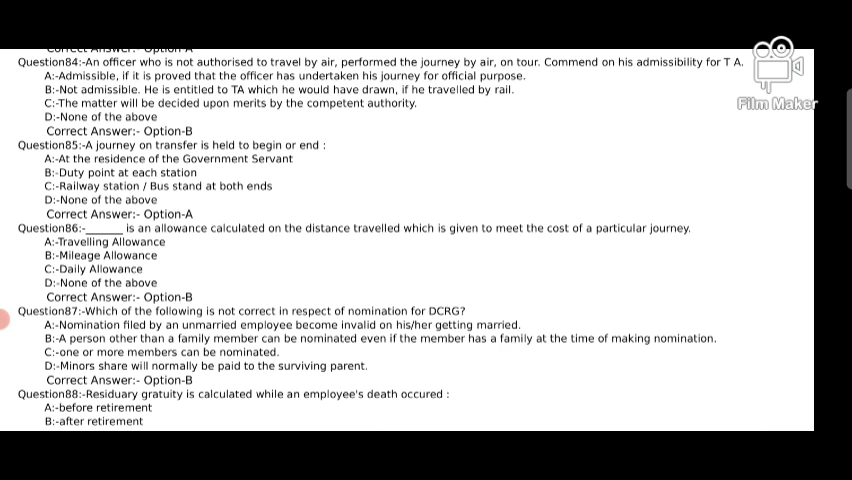 Correct Answer:- Option-A
Question84:-An officer who is not authorised to travel by air, performed the journey by air, on tour. Commend on his admissibility for T A.
A:-Admissible, if it is proved that the officer has undertaken his journey for official purpose.
B:-Not admissible. He is entitled to TA which he would have drawn, if he travelled by rail.
C:-The matter will be decided upon merits by the competent authority.
D:-None of the above
Correct Answer:- Option-B
Question85:-A journey on transfer is held to begin or end :
A:-At the residence of the Government Servant
B:-Duty point at each station
C:-Railway station / Bus stand at both ends
D:-None of the above
Correct Answer:- Option-A
Question86:-______ is an allowance calculated on the distance travelled which is given to meet the cost of a particular journey.
A:-Travelling Allowance
B:-Mileage Allowance
C:-Daily Allowance
D:-None of the above
Correct Answer:- Option-B
Question87:-Which of the following is not correct in respect of nomination for DCRG?
A:-Nomination filed by an unmarried employee become invalid on his/her getting married.
B:-A person other than a family member can be nominated even if the member has a family at the time of making nomination.
C:-one or more members can be nominated.
D:-Minors share will normally be paid to the surviving parent.
Correct Answer:- Option-B
Question88:-Residuary gratuity is calculated while an employee's death occured :
A:-before retirement
B:-after retirement
Film Maker